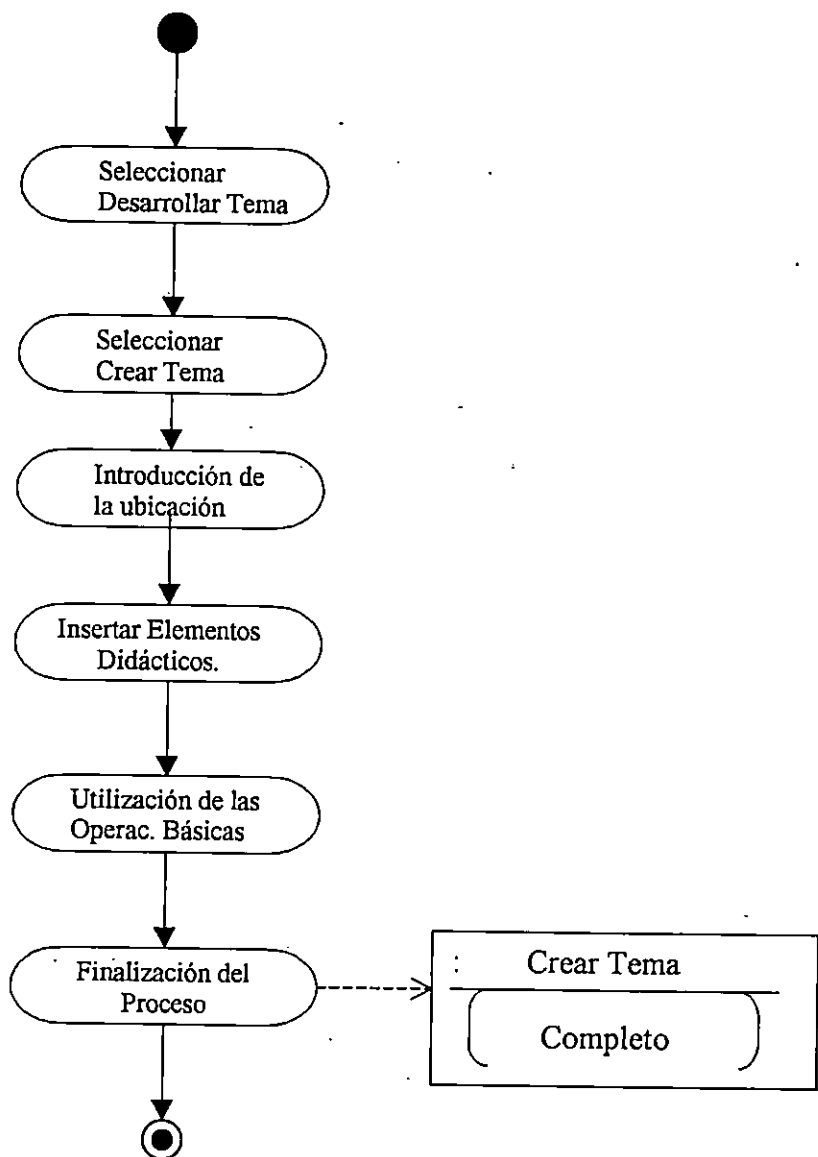 Seleccionar
Desarrollar Tema
Seleccionar
Crear Tema
Introducción de
la ubicación
Insertar Elementos
Didácticos.
Utilización de las
Operac. Básicas
Finalización del
Proceso
: Crear Tema
Completo